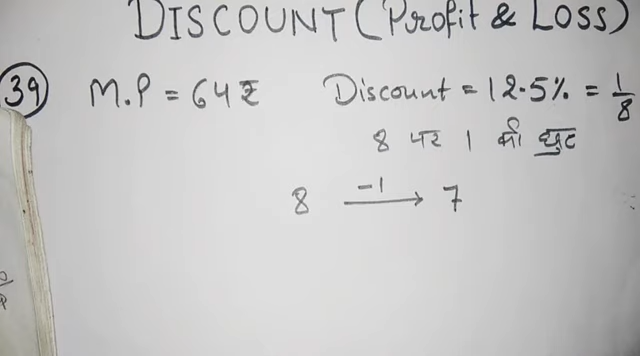 DISCOUNT (Profit & Loss)
39 M.P = 64₹ Discount = 12.5% = 1/8
8 पर 1 की छुट
8 -1→ 7